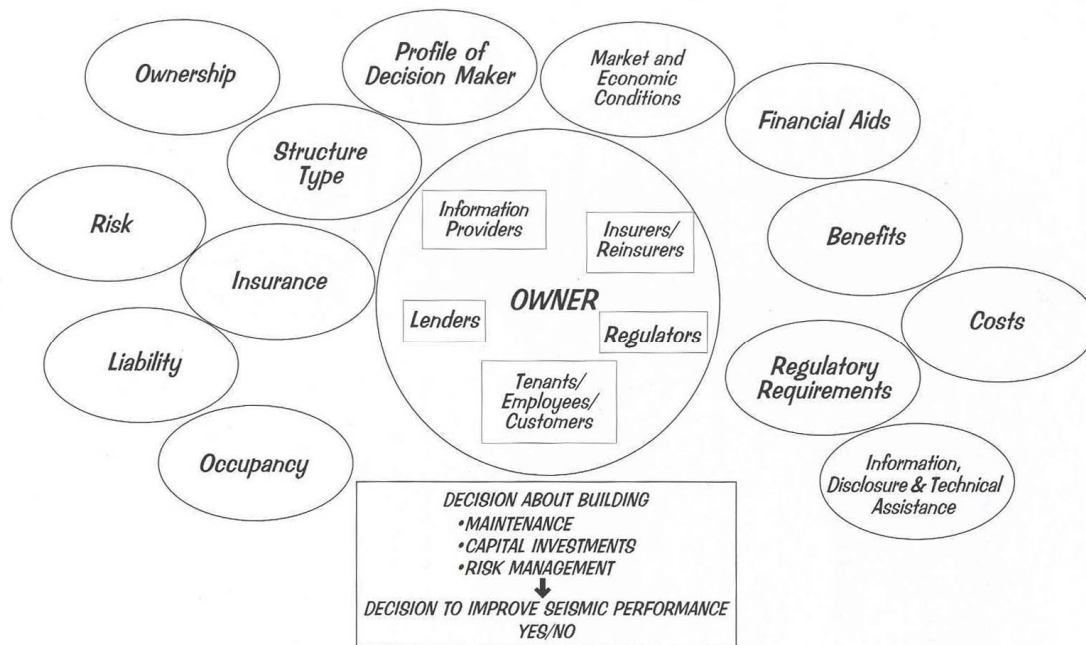 Ownership
Profile of
Decision Maker
Market and
Economic
Conditions
Financial Aids
Structure
Type
Risk
Insurance
Liability
Occupancy
Information
Providers
Insurers/
Reinsurers
OWNER
Lenders
Regulators
Tenants/
Employees/
Customers
Benefits
Costs
Regulatory
Requirements
Information,
Disclosure & Technical
Assistance
DECISION ABOUT BUILDING
•MAINTENANCE
•CAPITAL INVESTMENTS
•RISK MANAGEMENT
DECISION TO IMPROVE SEISMIC PERFORMANCE
YES/NO